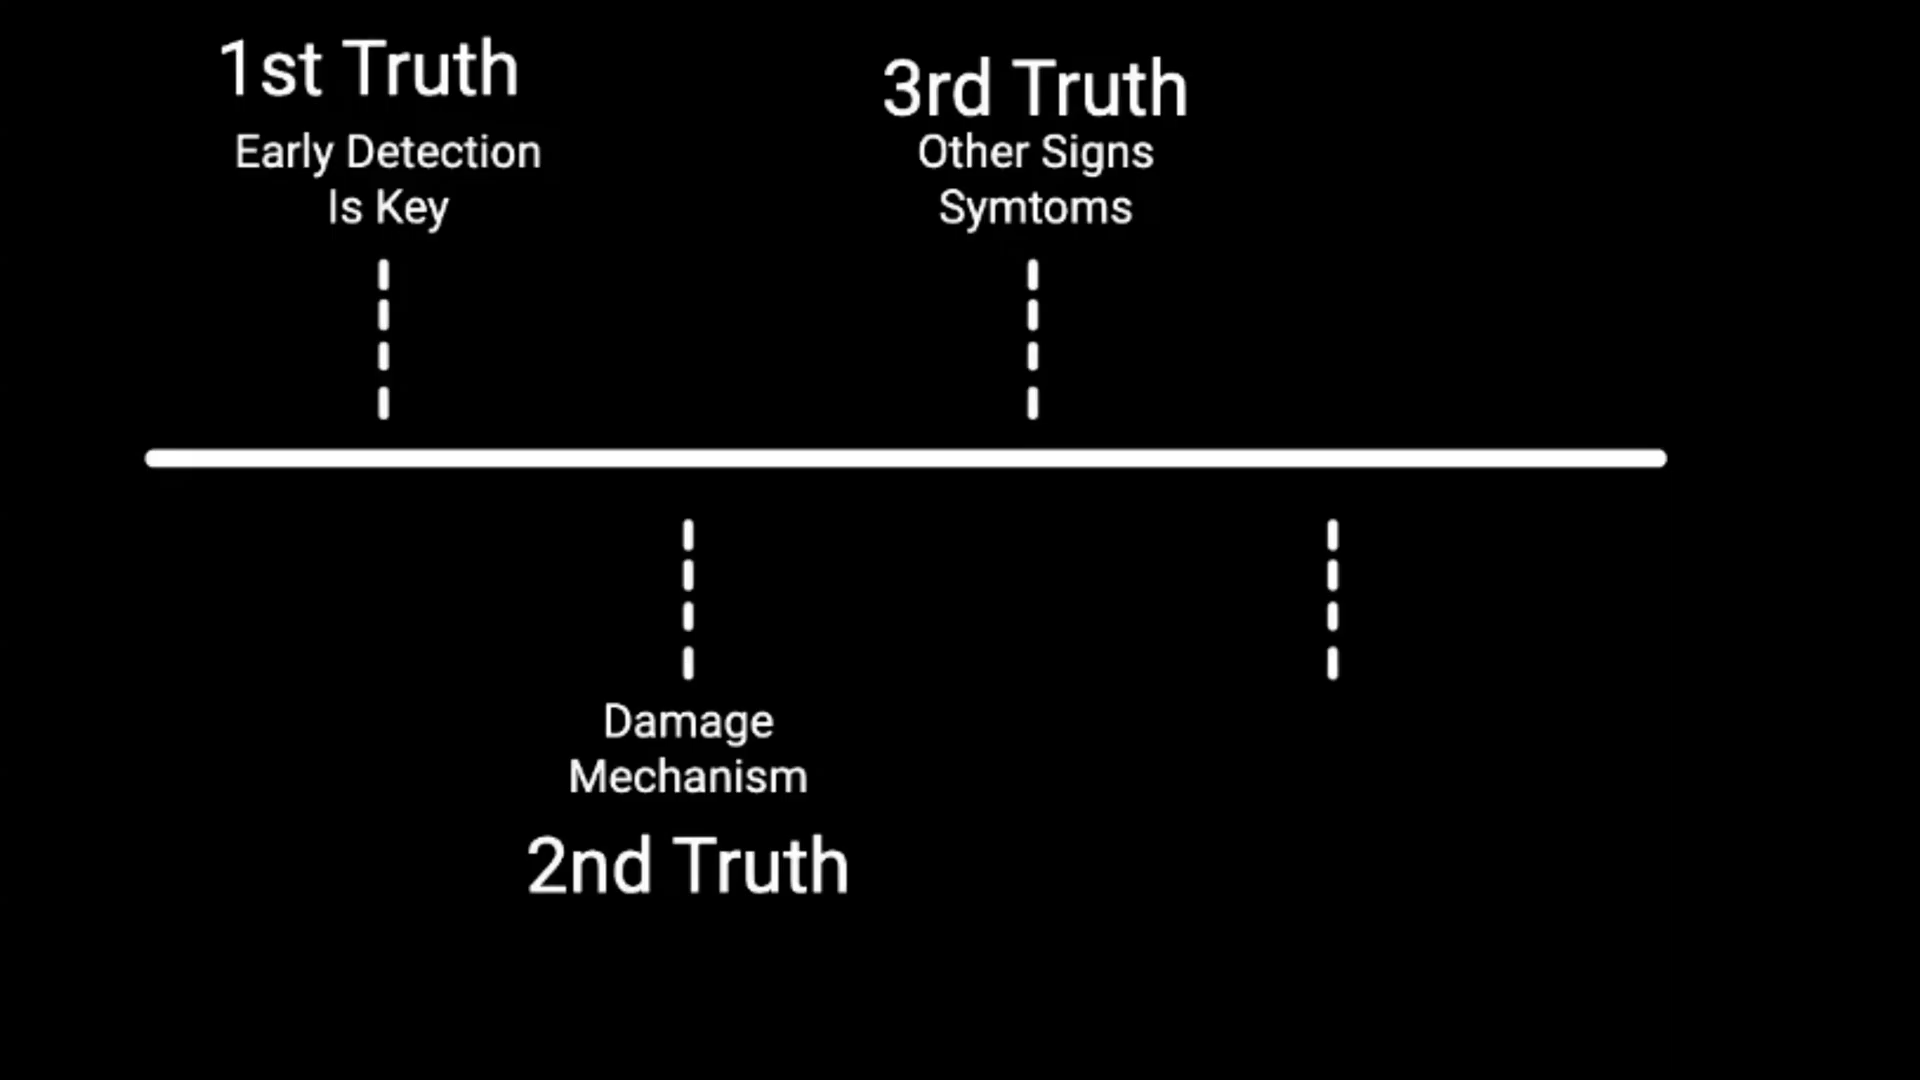 1st Truth
Early Detection
Is Key
3rd Truth
Other Signs
Symtoms
Damage
Mechanism
2nd Truth